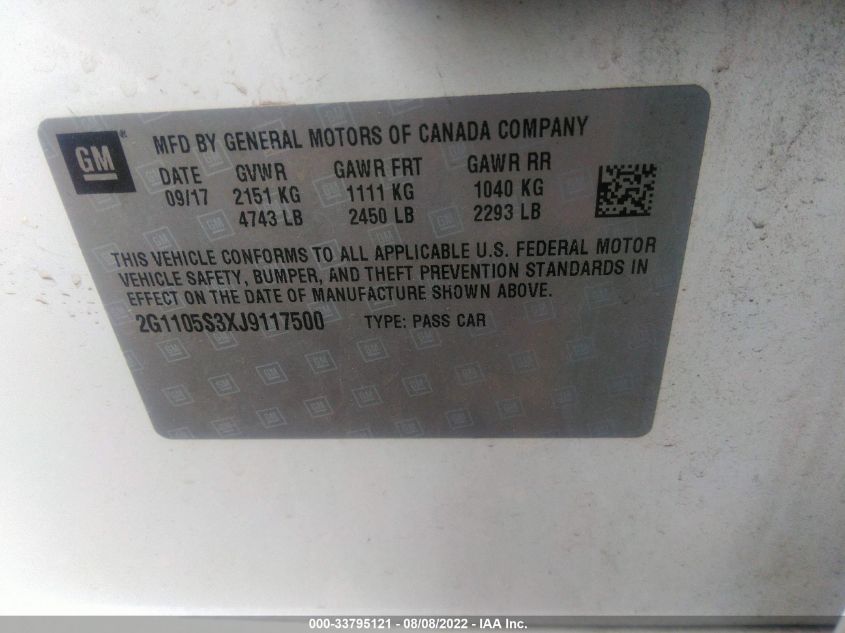 GM
MFD BY GENERAL MOTORS OF CANADA COMPANY
DATE GVWR GAWR FRT GAWR RR
09/17 2151 KG 1111 KG 1040 KG
4743 LB 2450 LB 2293 LB
THIS VEHICLE CONFORMS TO ALL APPLICABLE U.S. FEDERAL MOTOR
VEHICLE SAFETY, BUMPER, AND THEFT PREVENTION STANDARDS IN
EFFECT ON THE DATE OF MANUFACTURE SHOWN ABOVE.
2G1105S3XJ9117500 TYPE: PASS CAR
000-33795121 - 08/08/2022 - IAA Inc.